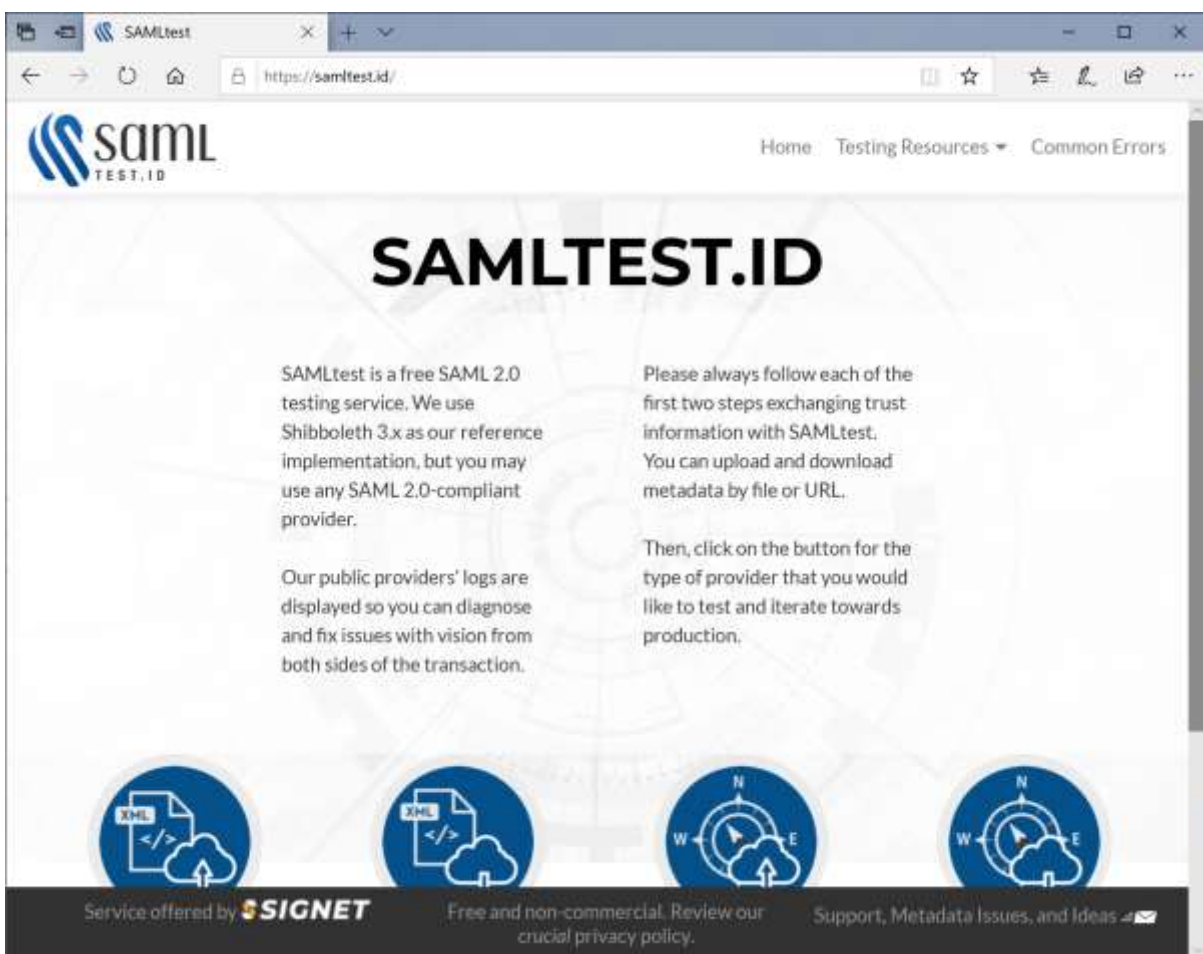 SAMLtest
https://samltest.id/
saml
TEST.ID
Home Testing Resources Common Errors
SAMLTEST.ID
SAMLtest is a free SAML 2.0
testing service. We use
Shibboleth 3.x as our reference
implementation, but you may
use any SAML 2.0-compliant
provider.
Our public providers' logs are
displayed so you can diagnose
and fix issues with vision from
both sides of the transaction.
Please always follow each of the
first two steps exchanging trust
information with SAMLtest.
You can upload and download
metadata by file or URL.
Then, click on the button for the
type of provider that you would
like to test and iterate towards
production.
XML
</>
XML
</>
N
W E
N
W E
Service offered by SIGNET
Free and non-commercial. Review our
crucial privacy policy.
Support, Metadata Issues, and Ideas